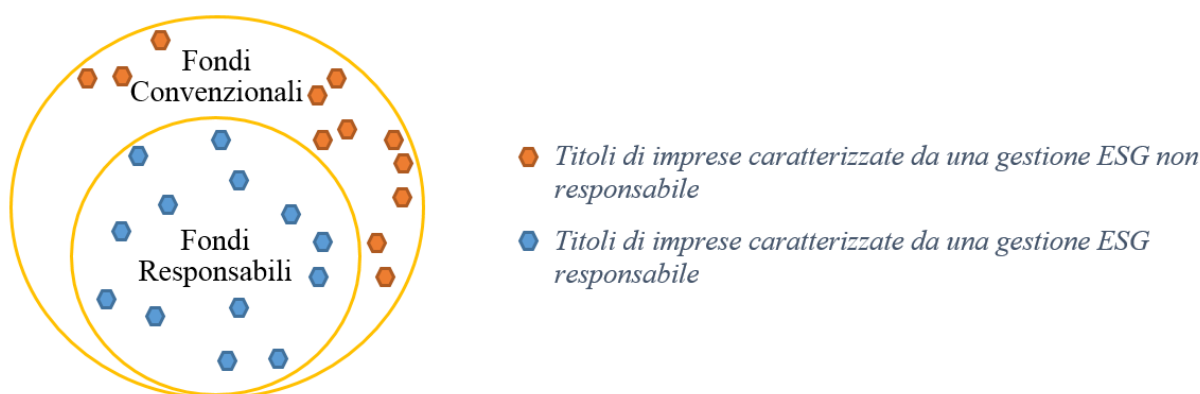 Fondi
Convenzionali
Fondi
Responsabili
Titoli di imprese caratterizzate da una gestione ESG non
responsabile
Titoli di imprese caratterizzate da una gestione ESG
responsabile